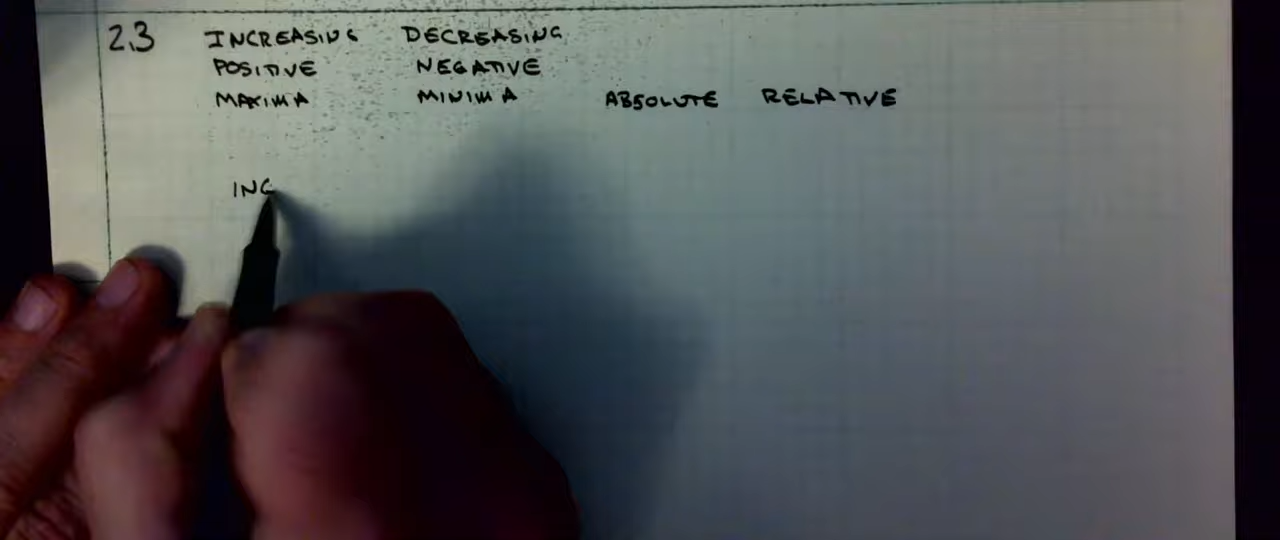 2.3 INCREASING DECREASING
POSITIVE NEGATIVE
MAXIMA MINIMA ABSOLUTE RELATIVE
INC